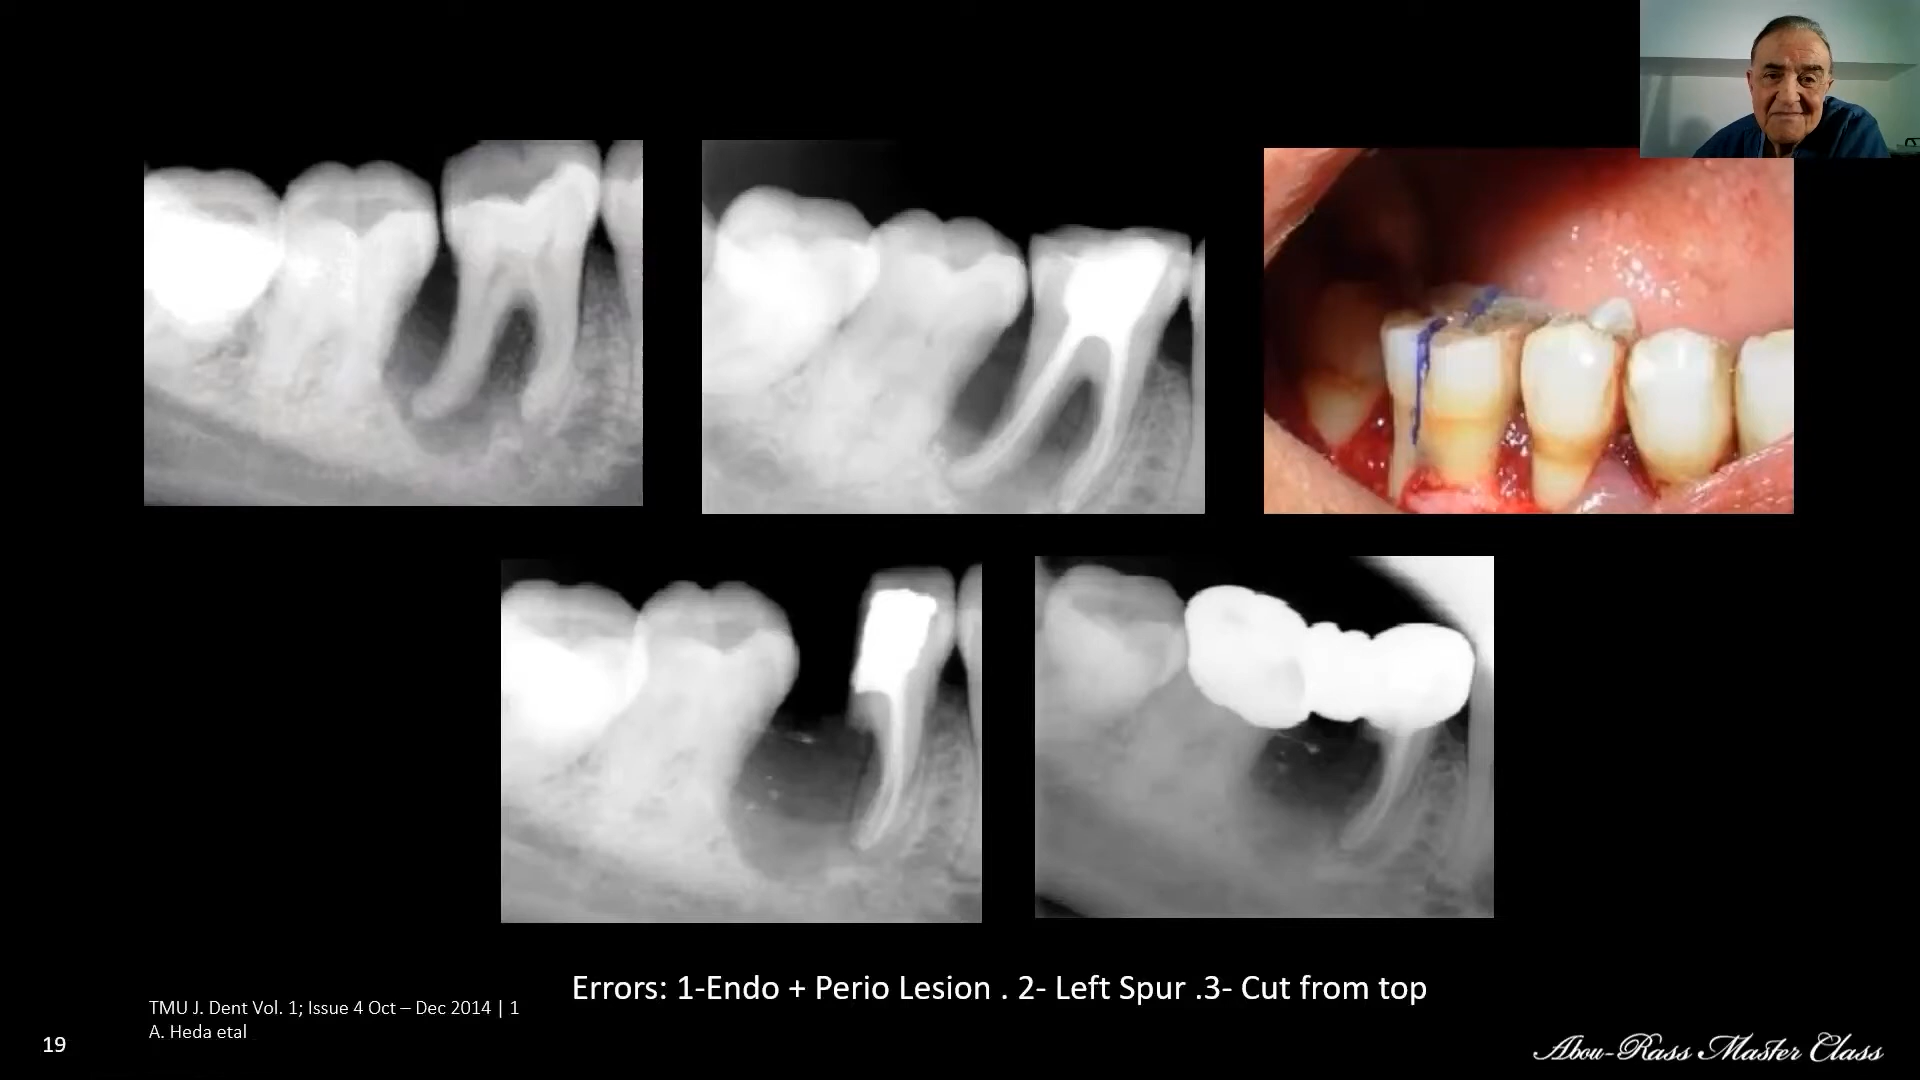 Errors: 1-Endo + Perio Lesion . 2- Left Spur .3- Cut from top
TMU J. Dent Vol. 1; Issue 4 Oct – Dec 2014 | 1
A. Heda etal
19
Abou-Rass Master Class